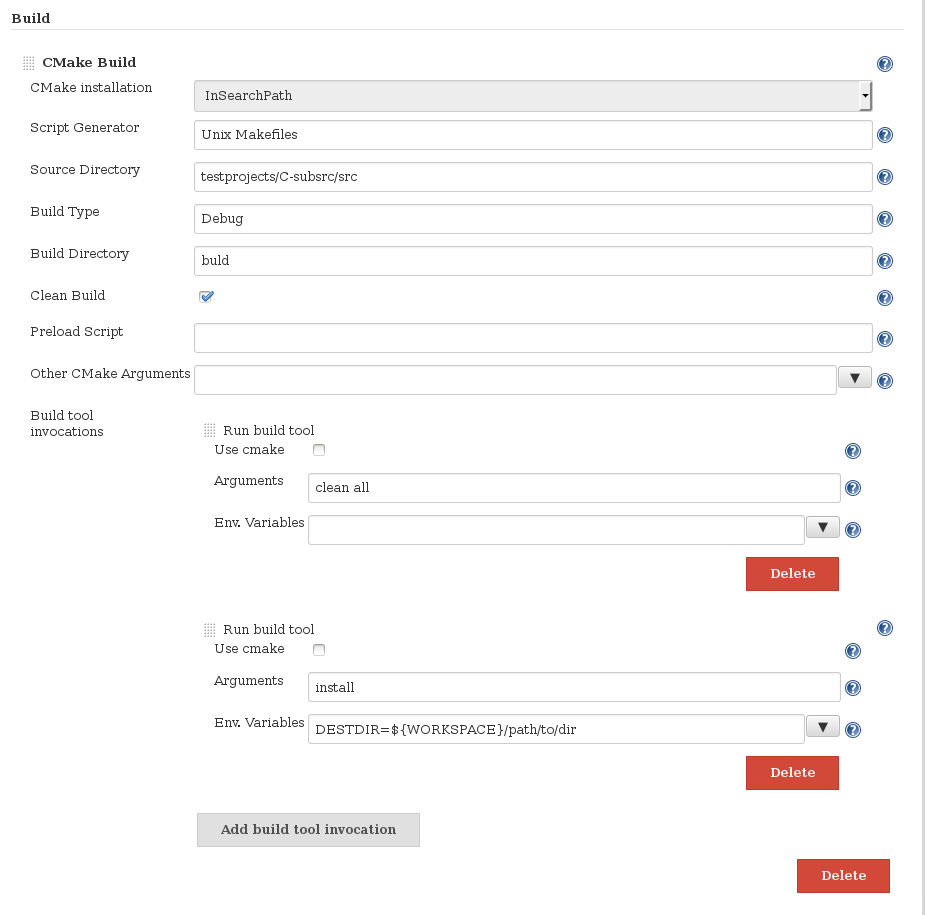 Build
CMake Build
CMake installation
InSearchPath
Script Generator
Unix Makefiles
Source Directory
testprojects/C-subsrc/src
Build Type
Debug
Build Directory
buld
Clean Build
Preload Script
Other CMake Arguments
Build tool
invocations
Run build tool
Use cmake
Arguments
clean all
Env. Variables
Delete
Run build tool
Use cmake
Arguments
install
Env. Variables
DESTDIR=${WORKSPACE}/path/to/dir
Delete
Add build tool invocation
Delete